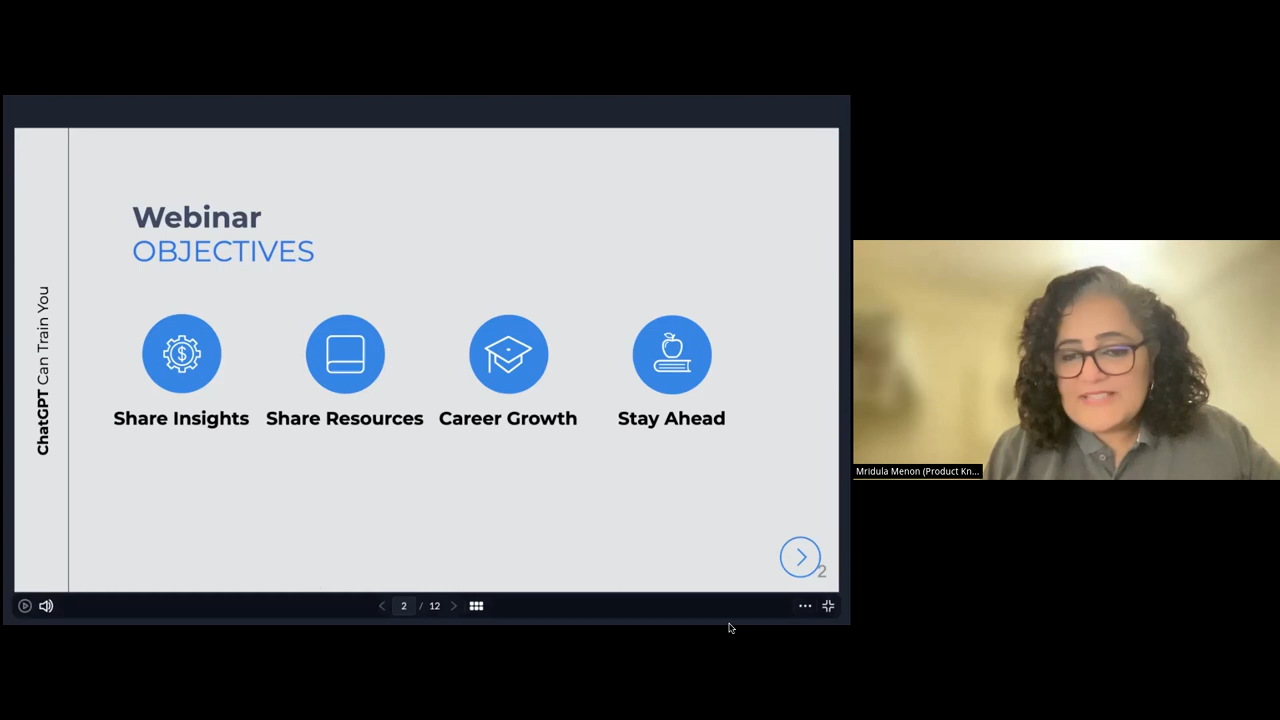 Webinar
OBJECTIVES
ChatGPT Can Train You
$
Share Insights
Share Resources
Career Growth
Stay Ahead
2
2 / 12
Mridula Menon (Product Kn...